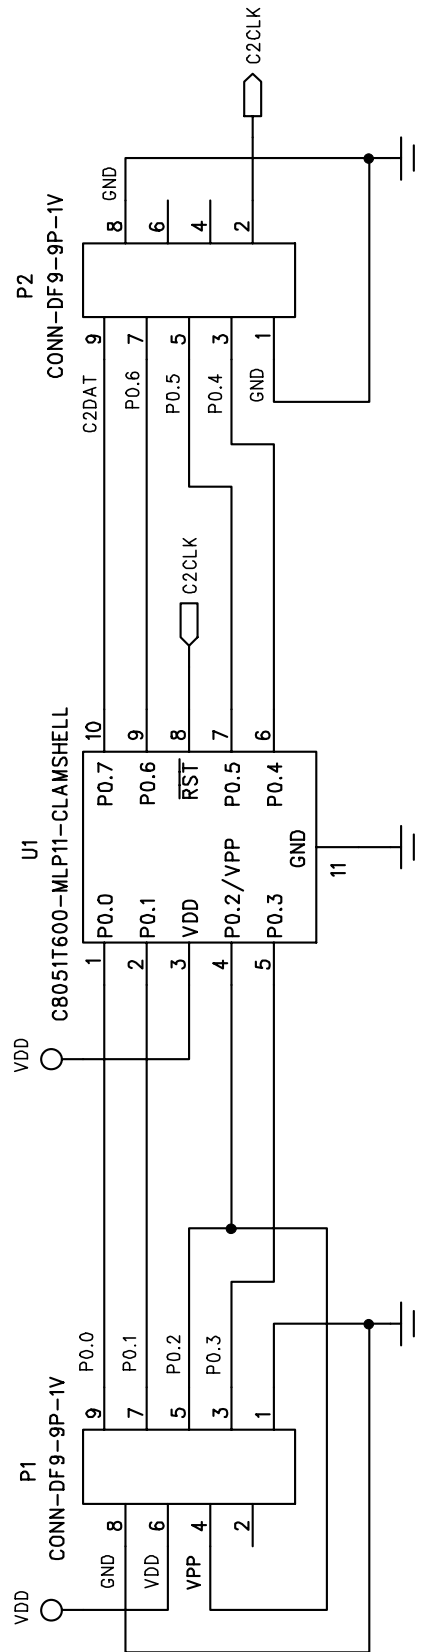 VDD
P1
CONN-DF9-9P-1V
GND
8
VDD
6
VPP
4
2
9
P0.0
7
P0.1
5
P0.2
3
P0.3
1
VDD
U1
C8051T600-MLP11-CLAMSHELL
1
P0.0
2
P0.1
3
VDD
4
P0.2/VPP
5
P0.3
P0.7
10
P0.6
9
RST
8
C2CLK
P0.5
7
P0.4
6
GND
11
P2
CONN-DF9-9P-1V
C2DAT
9
P0.6
7
P0.5
5
P0.4
3
GND
1
8
GND
6
4
2
C2CLK